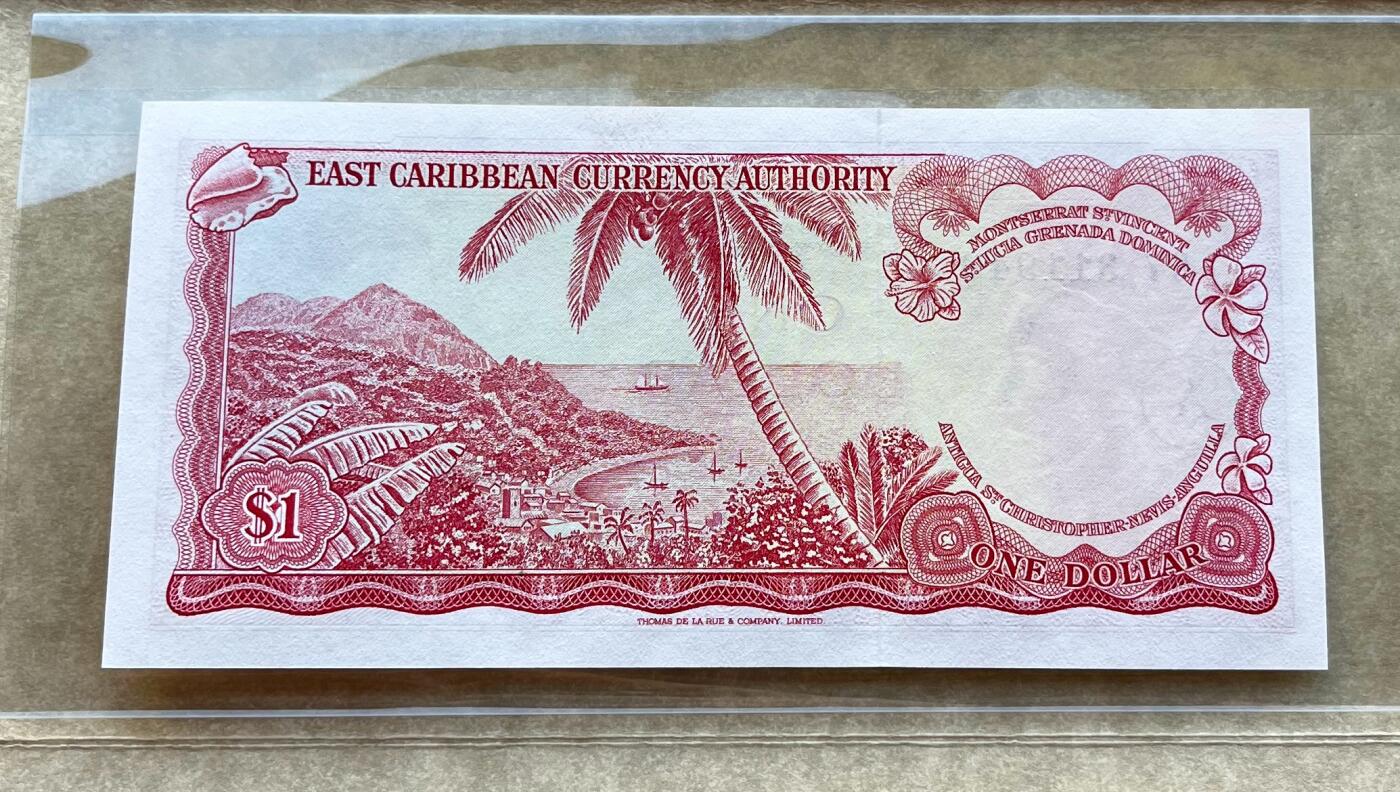 EAST CARIBBEAN CURRENCY AUTHORITY
MONTSERRAT ST VINCENT
ST LUCIA GRENADA DOMINICA
ANTIGUA ST CHRISTOPHER-NEVIS-ANGUILLA
$1
ONE DOLLAR
THOMAS DE LA RUE & COMPANY, LIMITED.